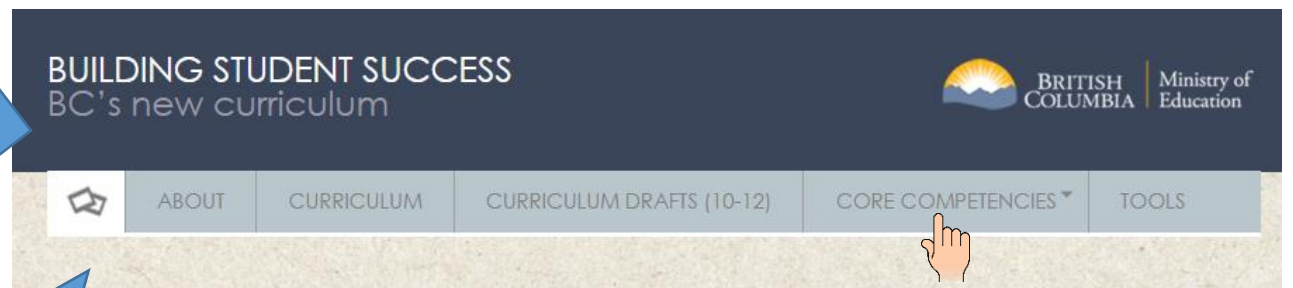 BUILDING STUDENT SUCCESS
BC's new curriculum
BRITISH COLUMBIA
Ministry of Education
ABOUT
CURRICULUM
CURRICULUM DRAFTS (10-12)
CORE COMPETENCIES
TOOLS